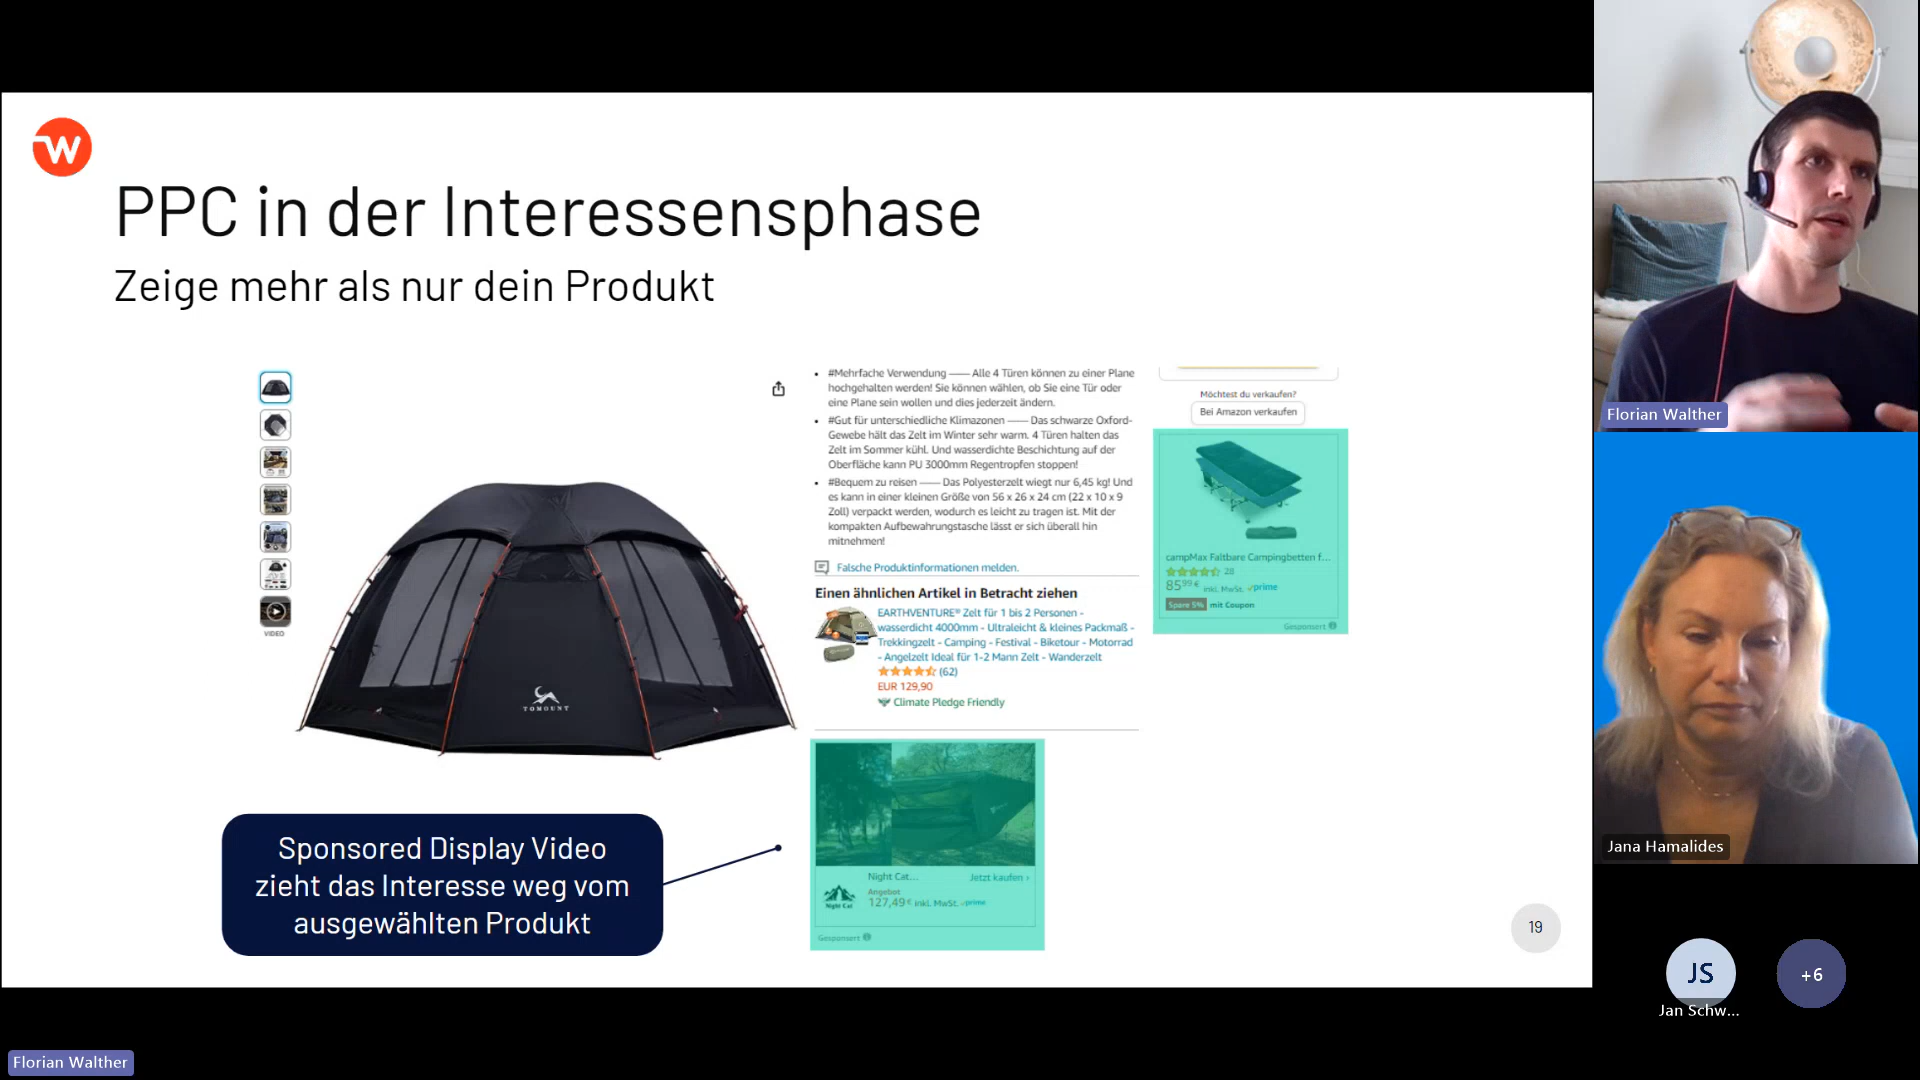 W
PPC in der Interessensphase
Zeige mehr als nur dein Produkt
VIDEO
TOMOUNT
#Mehrfache Verwendung —— Alle 4 Türen können zu einer Plane
hochgehalten werden! Sie können wählen, ob Sie eine Tür oder
eine Plane sein wollen und dies jederzeit ändern.
#Gut für unterschiedliche Klimazonen —— Das schwarze Oxford-
Gewebe hält das Zelt im Winter sehr warm. 4 Türen halten das
Zelt im Sommer kühl. Und wasserdichte Beschichtung auf der
Oberfläche kann PU 3000mm Regentropfen stoppen!
#Bequem zu reisen —— Das Polyesterzelt wiegt nur 6,45 kg! Und
es kann in einer kleinen Größe von 56 x 26 x 24 cm (22 x 10 x 9
Zoll) verpackt werden, wodurch es leicht zu tragen ist. Mit der
kompakten Aufbewahrungstasche lässt er sich überall hin
mitnehmen!
Falsche Produktinformationen melden.
Einen ähnlichen Artikel in Betracht ziehen
EARTHVENTURE® Zelt für 1 bis 2 Personen -
wasserdicht 4000mm - Ultraleicht & kleines Packmaß -
Trekkingzelt - Camping - Festival - Biketour - Motorrad
- Angelzelt Ideal für 1-2 Mann Zelt - Wanderzelt
(62)
EUR 129,90
Climate Pledge Friendly
Night Cat...
Jetzt kaufen ›
Angebot
127,49 € inkl. MwSt. prime
Night Cat
Gesponsert
Möchtest du verkaufen?
Bei Amazon verkaufen
campMax Faltbare Campingbetten f...
28
85,99 € inkl. MwSt. prime
Spare 5% mit Coupon
Gesponsert
Sponsored Display Video
zieht das Interesse weg vom
ausgewählten Produkt
19
Florian Walther
Jana Hamalides
JS
+6
Jan Schw...
Florian Walther